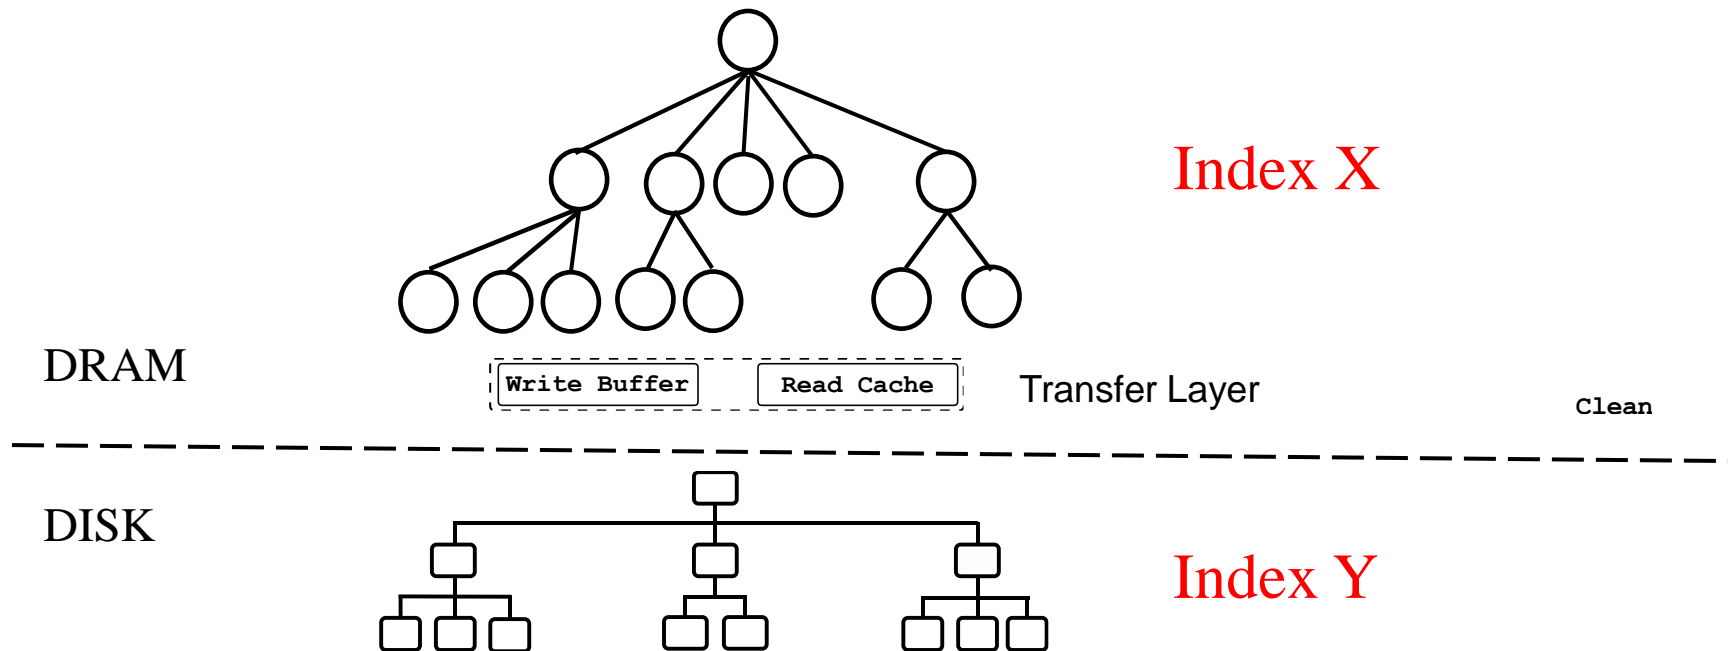 Index X
DRAM
Write Buffer
Read Cache
Transfer Layer
Clean
DISK
Index Y